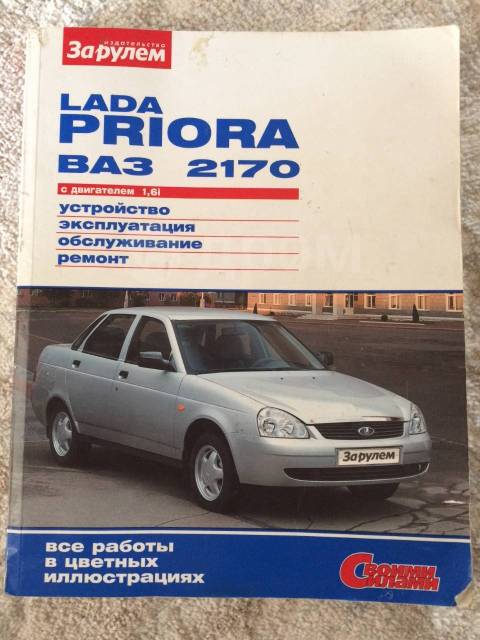 издательство
За рулем
LADA
PRIORA
ВАЗ 2170
с двигателем 1,6i
устройство
эксплуатация
обслуживание
ремонт
За рулем
все работы
в цветных
иллюстрациях
Своими
Силами